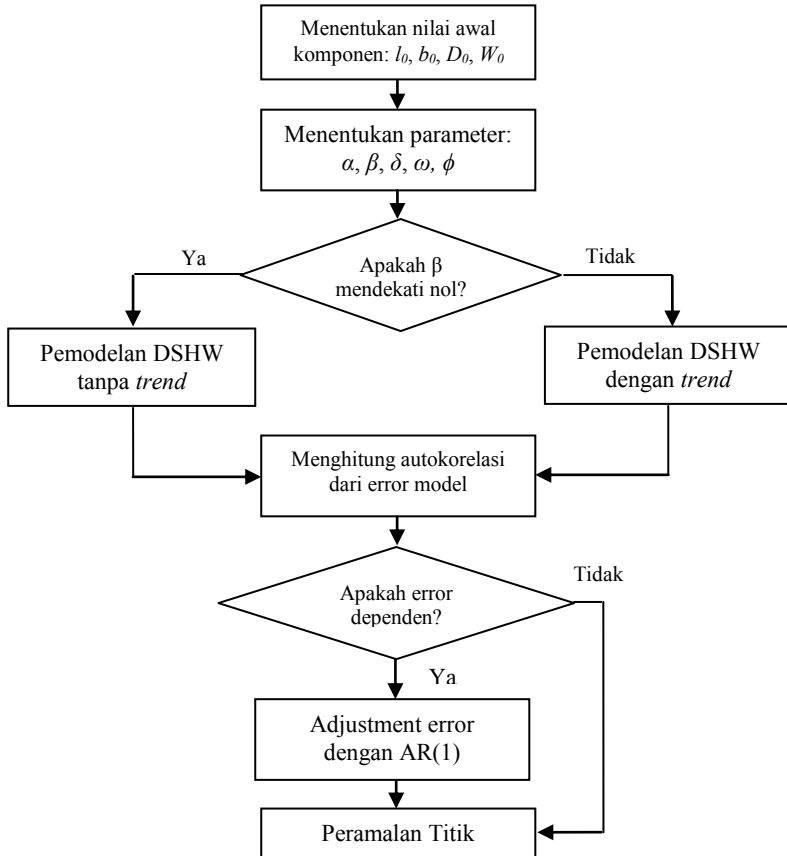 Menentukan nilai awal
komponen: l₀, b₀, D₀, W₀
Menentukan parameter:
α, β, δ, ω, ϕ
Ya
Apakah β
mendekati nol?
Tidak
Pemodelan DSHW
tanpa trend
Pemodelan DSHW
dengan trend
Menghitung autokorelasi
dari error model
Apakah error
dependen?
Tidak
Ya
Adjustment error
dengan AR(1)
Peramalan Titik